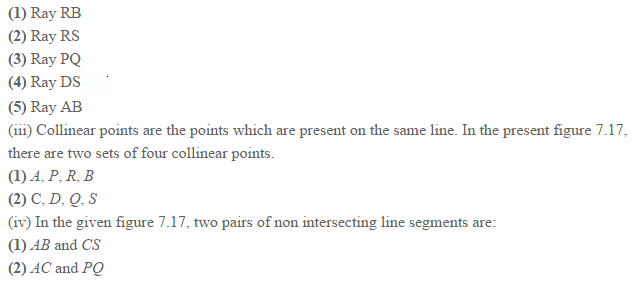 (1) Ray RB
(2) Ray RS
(3) Ray PQ
(4) Ray DS
(5) Ray AB
(iii) Collinear points are the points which are present on the same line. In the present figure 7.17,
there are two sets of four collinear points.
(1) A, P, R, B
(2) C, D, Q, S
(iv) In the given figure 7.17, two pairs of non intersecting line segments are:
(1) AB and CS
(2) AC and PQ